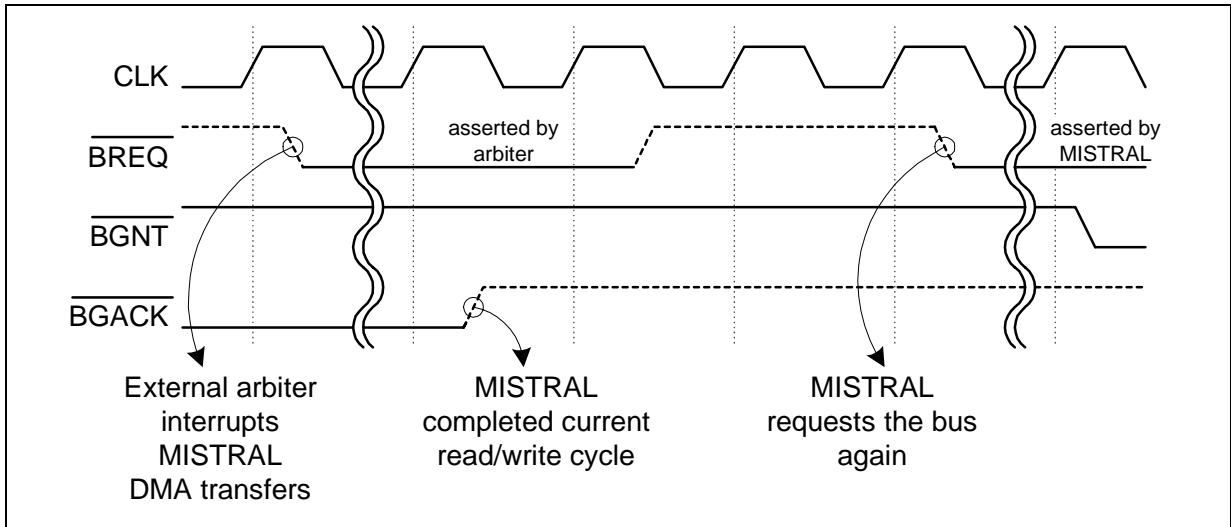 CLK
BREQ
asserted by
arbiter
asserted by
MISTRAL
BGNT
BGACK
External arbiter
interrupts
MISTRAL
DMA transfers
MISTRAL
completed current
read/write cycle
MISTRAL
requests the bus
again